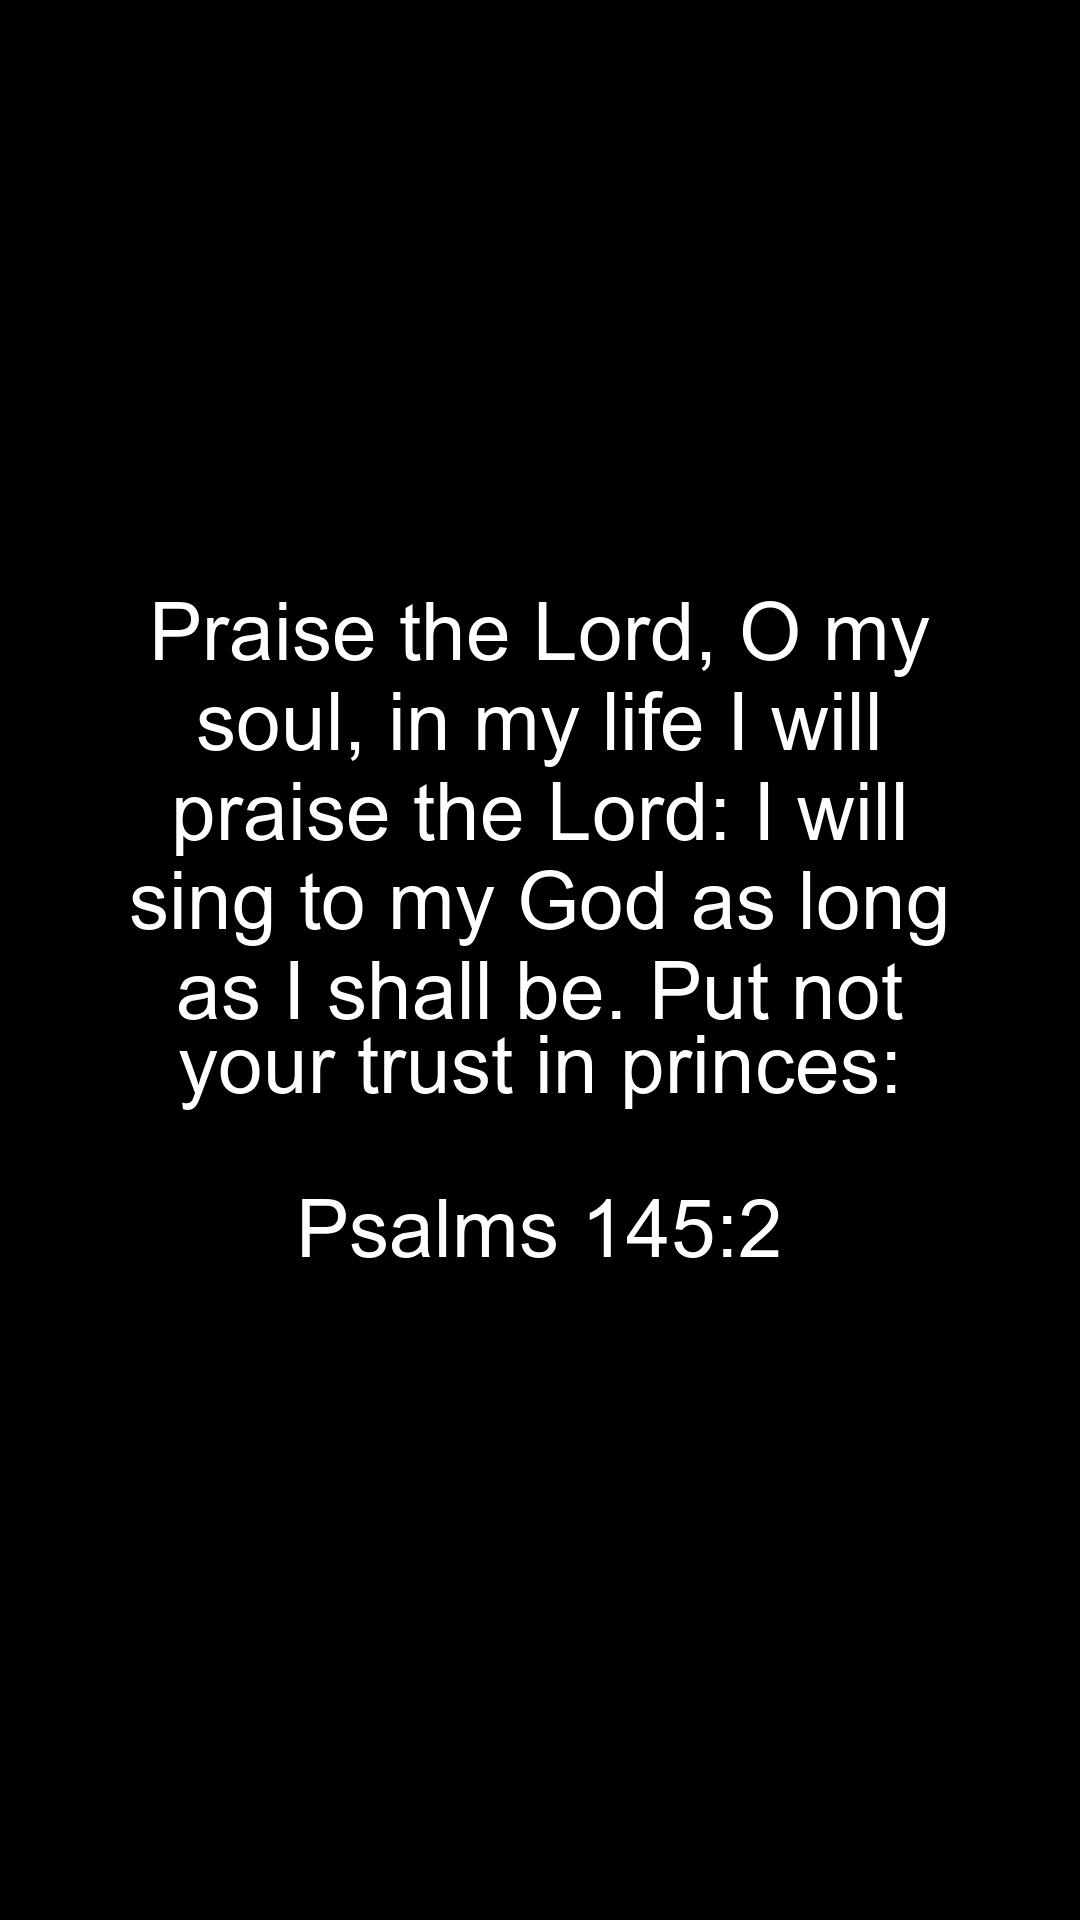 Praise the Lord, O my
soul, in my life I will
praise the Lord: I will
sing to my God as long
as I shall be. Put not
your trust in princes:
Psalms 145:2